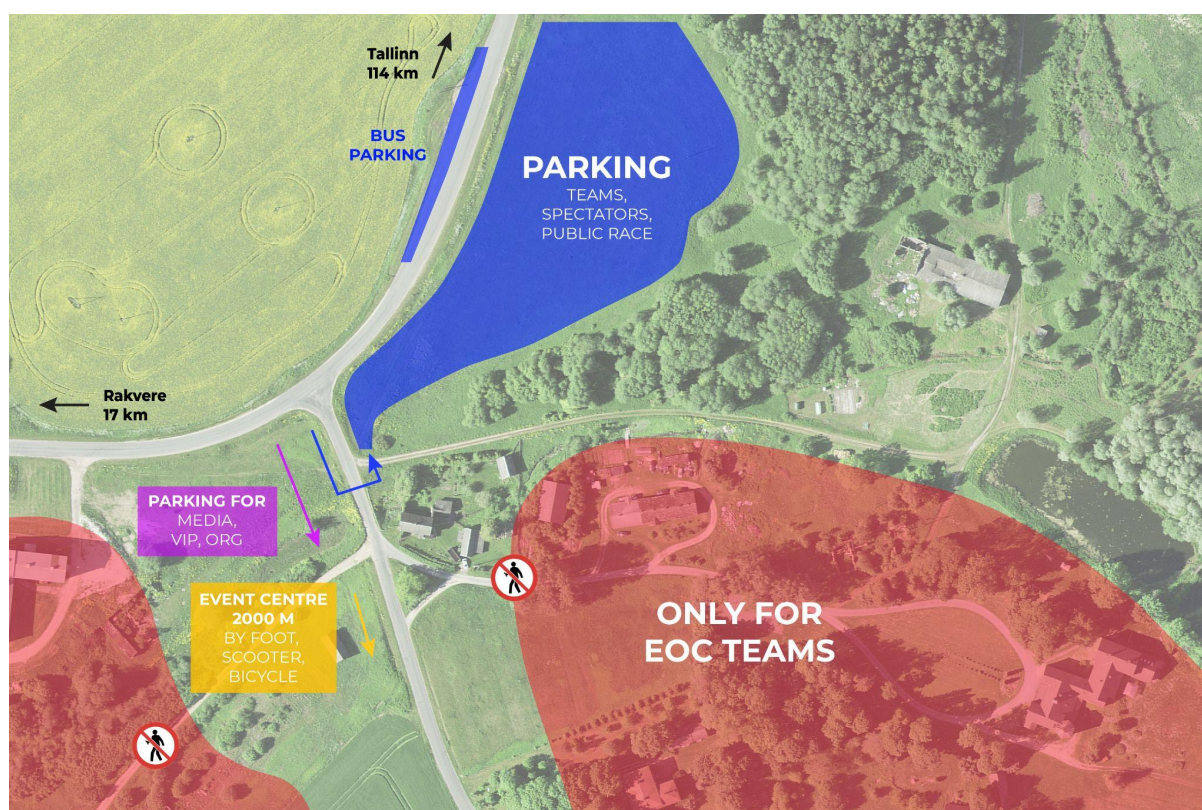 Tallinn
114 km
BUS
PARKING
PARKING
TEAMS,
SPECTATORS,
PUBLIC RACE
Rakvere
17 km
PARKING FOR
MEDIA,
VIP, ORG
EVENT CENTRE
2000 M
BY FOOT,
SCOOTER,
BICYCLE
ONLY FOR
EOC TEAMS